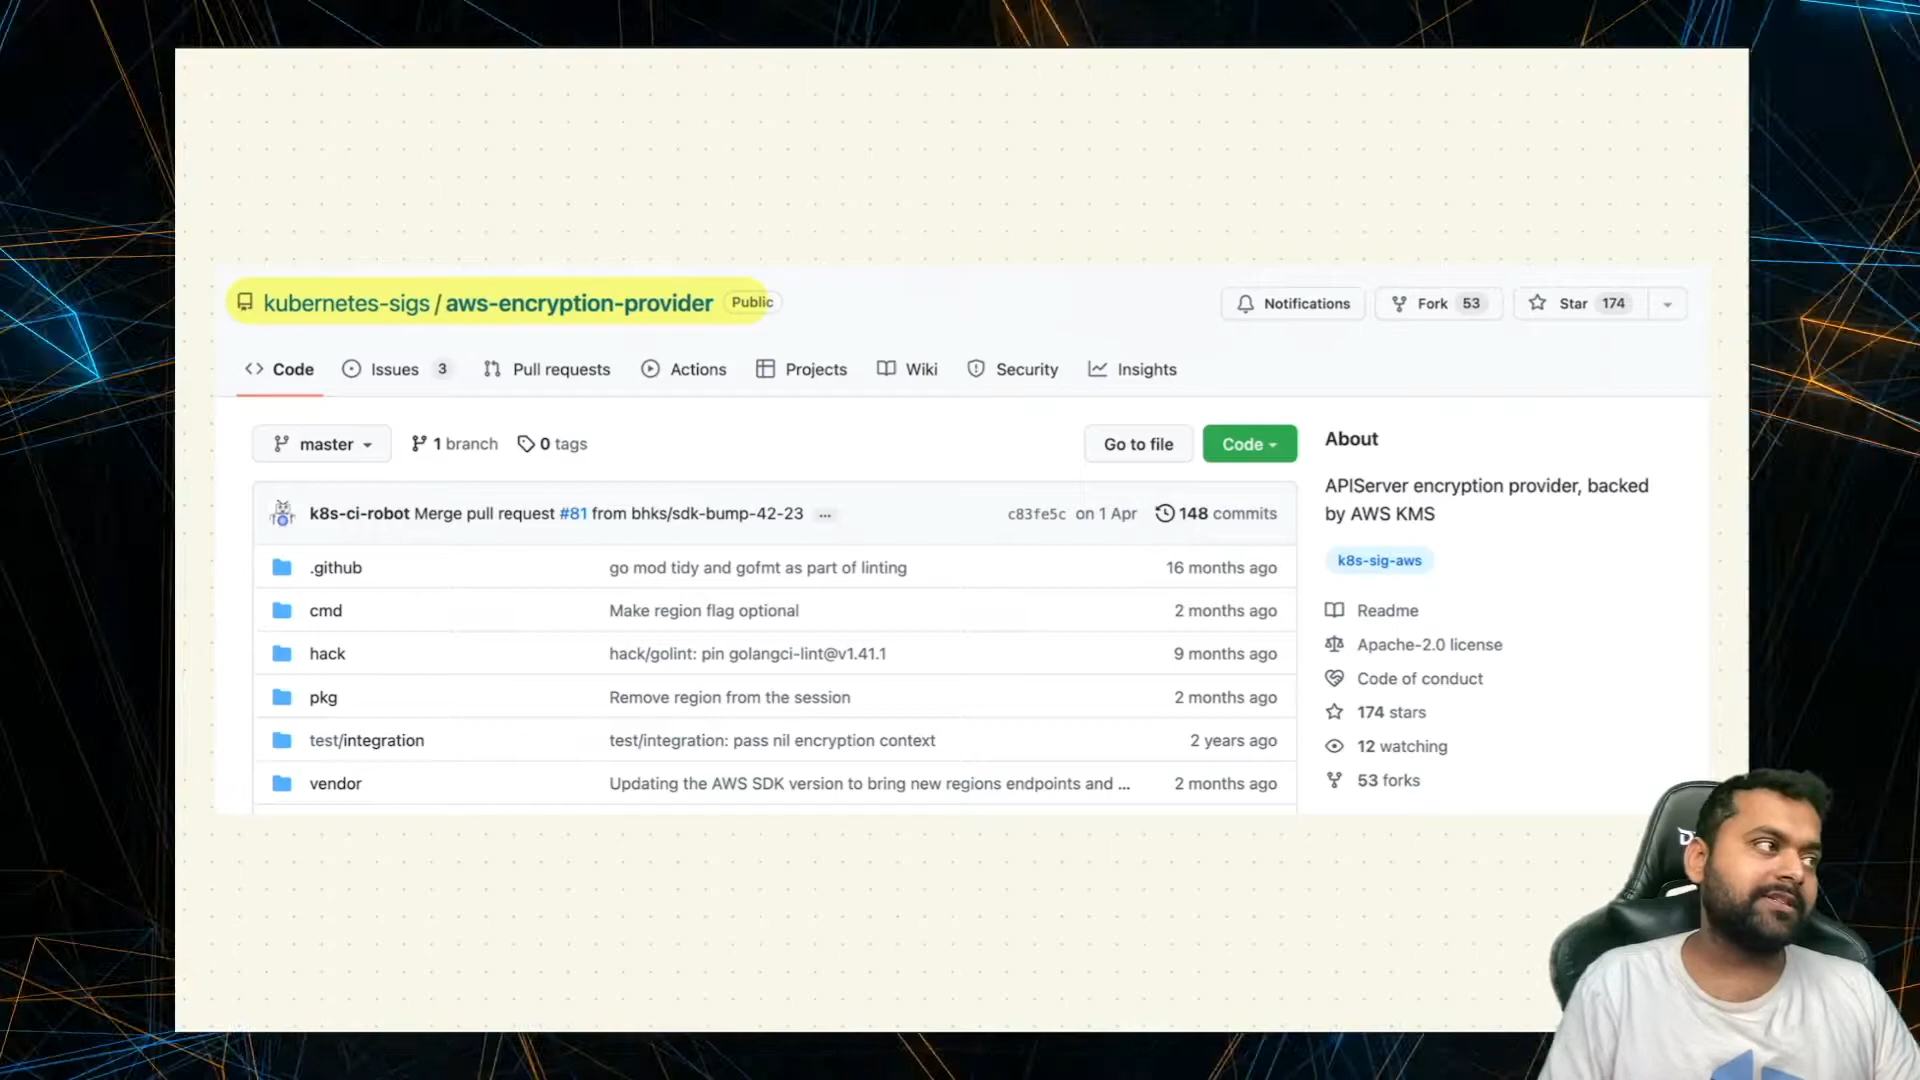 kubernetes-sigs / aws-encryption-provider Public
Notifications Fork 53 Star 174
Code Issues 3 Pull requests Actions Projects Wiki Security Insights
master 1 branch 0 tags Go to file Code
k8s-ci-robot Merge pull request #81 from bhks/sdk-bump-42-23 ... c83fe5c on 1 Apr 148 commits
.github go mod tidy and gofmt as part of linting 16 months ago
cmd Make region flag optional 2 months ago
hack hack/golint: pin golangci-lint@v1.41.1 9 months ago
pkg Remove region from the session 2 months ago
test/integration test/integration: pass nil encryption context 2 years ago
vendor Updating the AWS SDK version to bring new regions endpoints and ... 2 months ago
About
APIServer encryption provider, backed
by AWS KMS
k8s-sig-aws
Readme
Apache-2.0 license
Code of conduct
174 stars
12 watching
53 forks